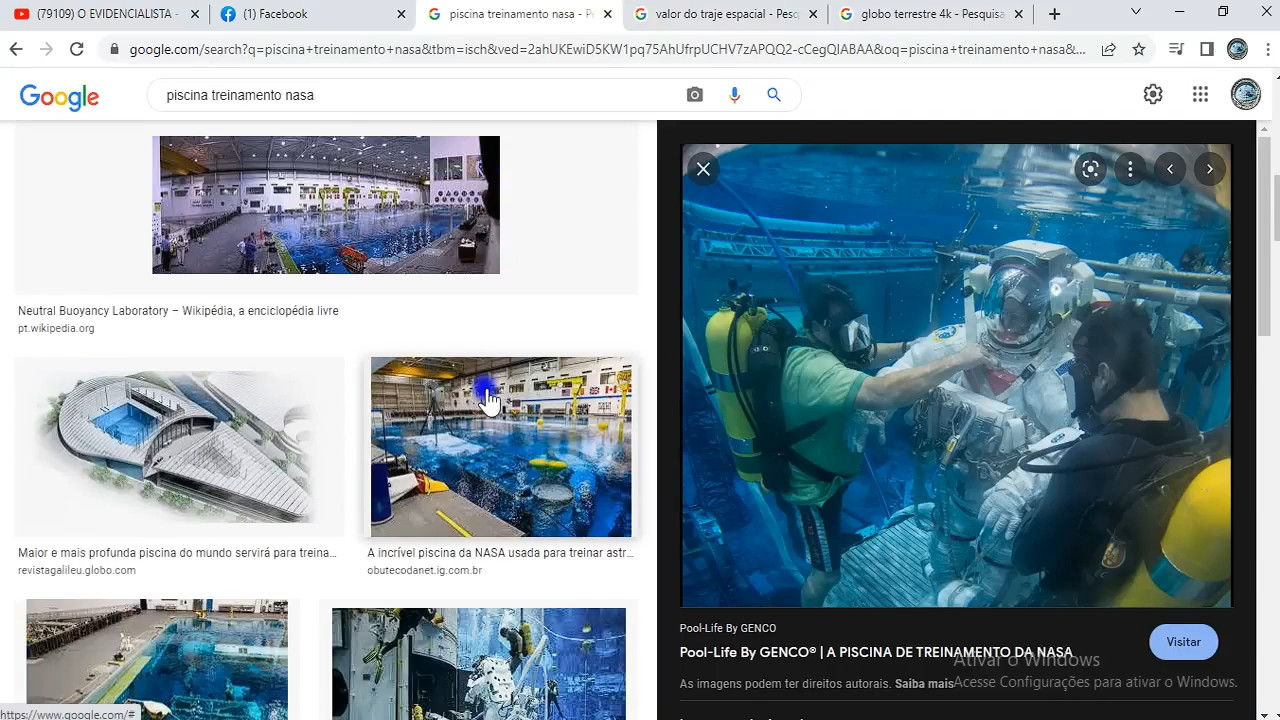 (79109) O EVIDENCIALISTA -
(1) Facebook
piscina treinamento nasa - Pe
valor do traje espacial - Pesq
globo terrestre 4k - Pesquisa
google.com/search?q=piscina+treinamento+nasa&tbm=isch&ved=2ahUKEwiD5KW1pq75AhUfrpUCHV7zAPQQ2-cCegQIABAA&oq=piscina+treinamento+nasa&...
Google
piscina treinamento nasa
Neutral Buoyancy Laboratory – Wikipédia, a enciclopédia livre
pt.wikipedia.org
Maior e mais profunda piscina do mundo servirá para treina...
revistagalileu.globo.com
A incrível piscina da NASA usada para treinar astr...
obutecodanet.ig.com.br
Pool-Life By GENCO
Pool-Life By GENCO® | A PISCINA DE TREINAMENTO DA NASA
Visitar
As imagens podem ter direitos autorais. Saiba mais
Ativar o Windows
Acesse Configurações para ativar o Windows.
https://www.google.com/#